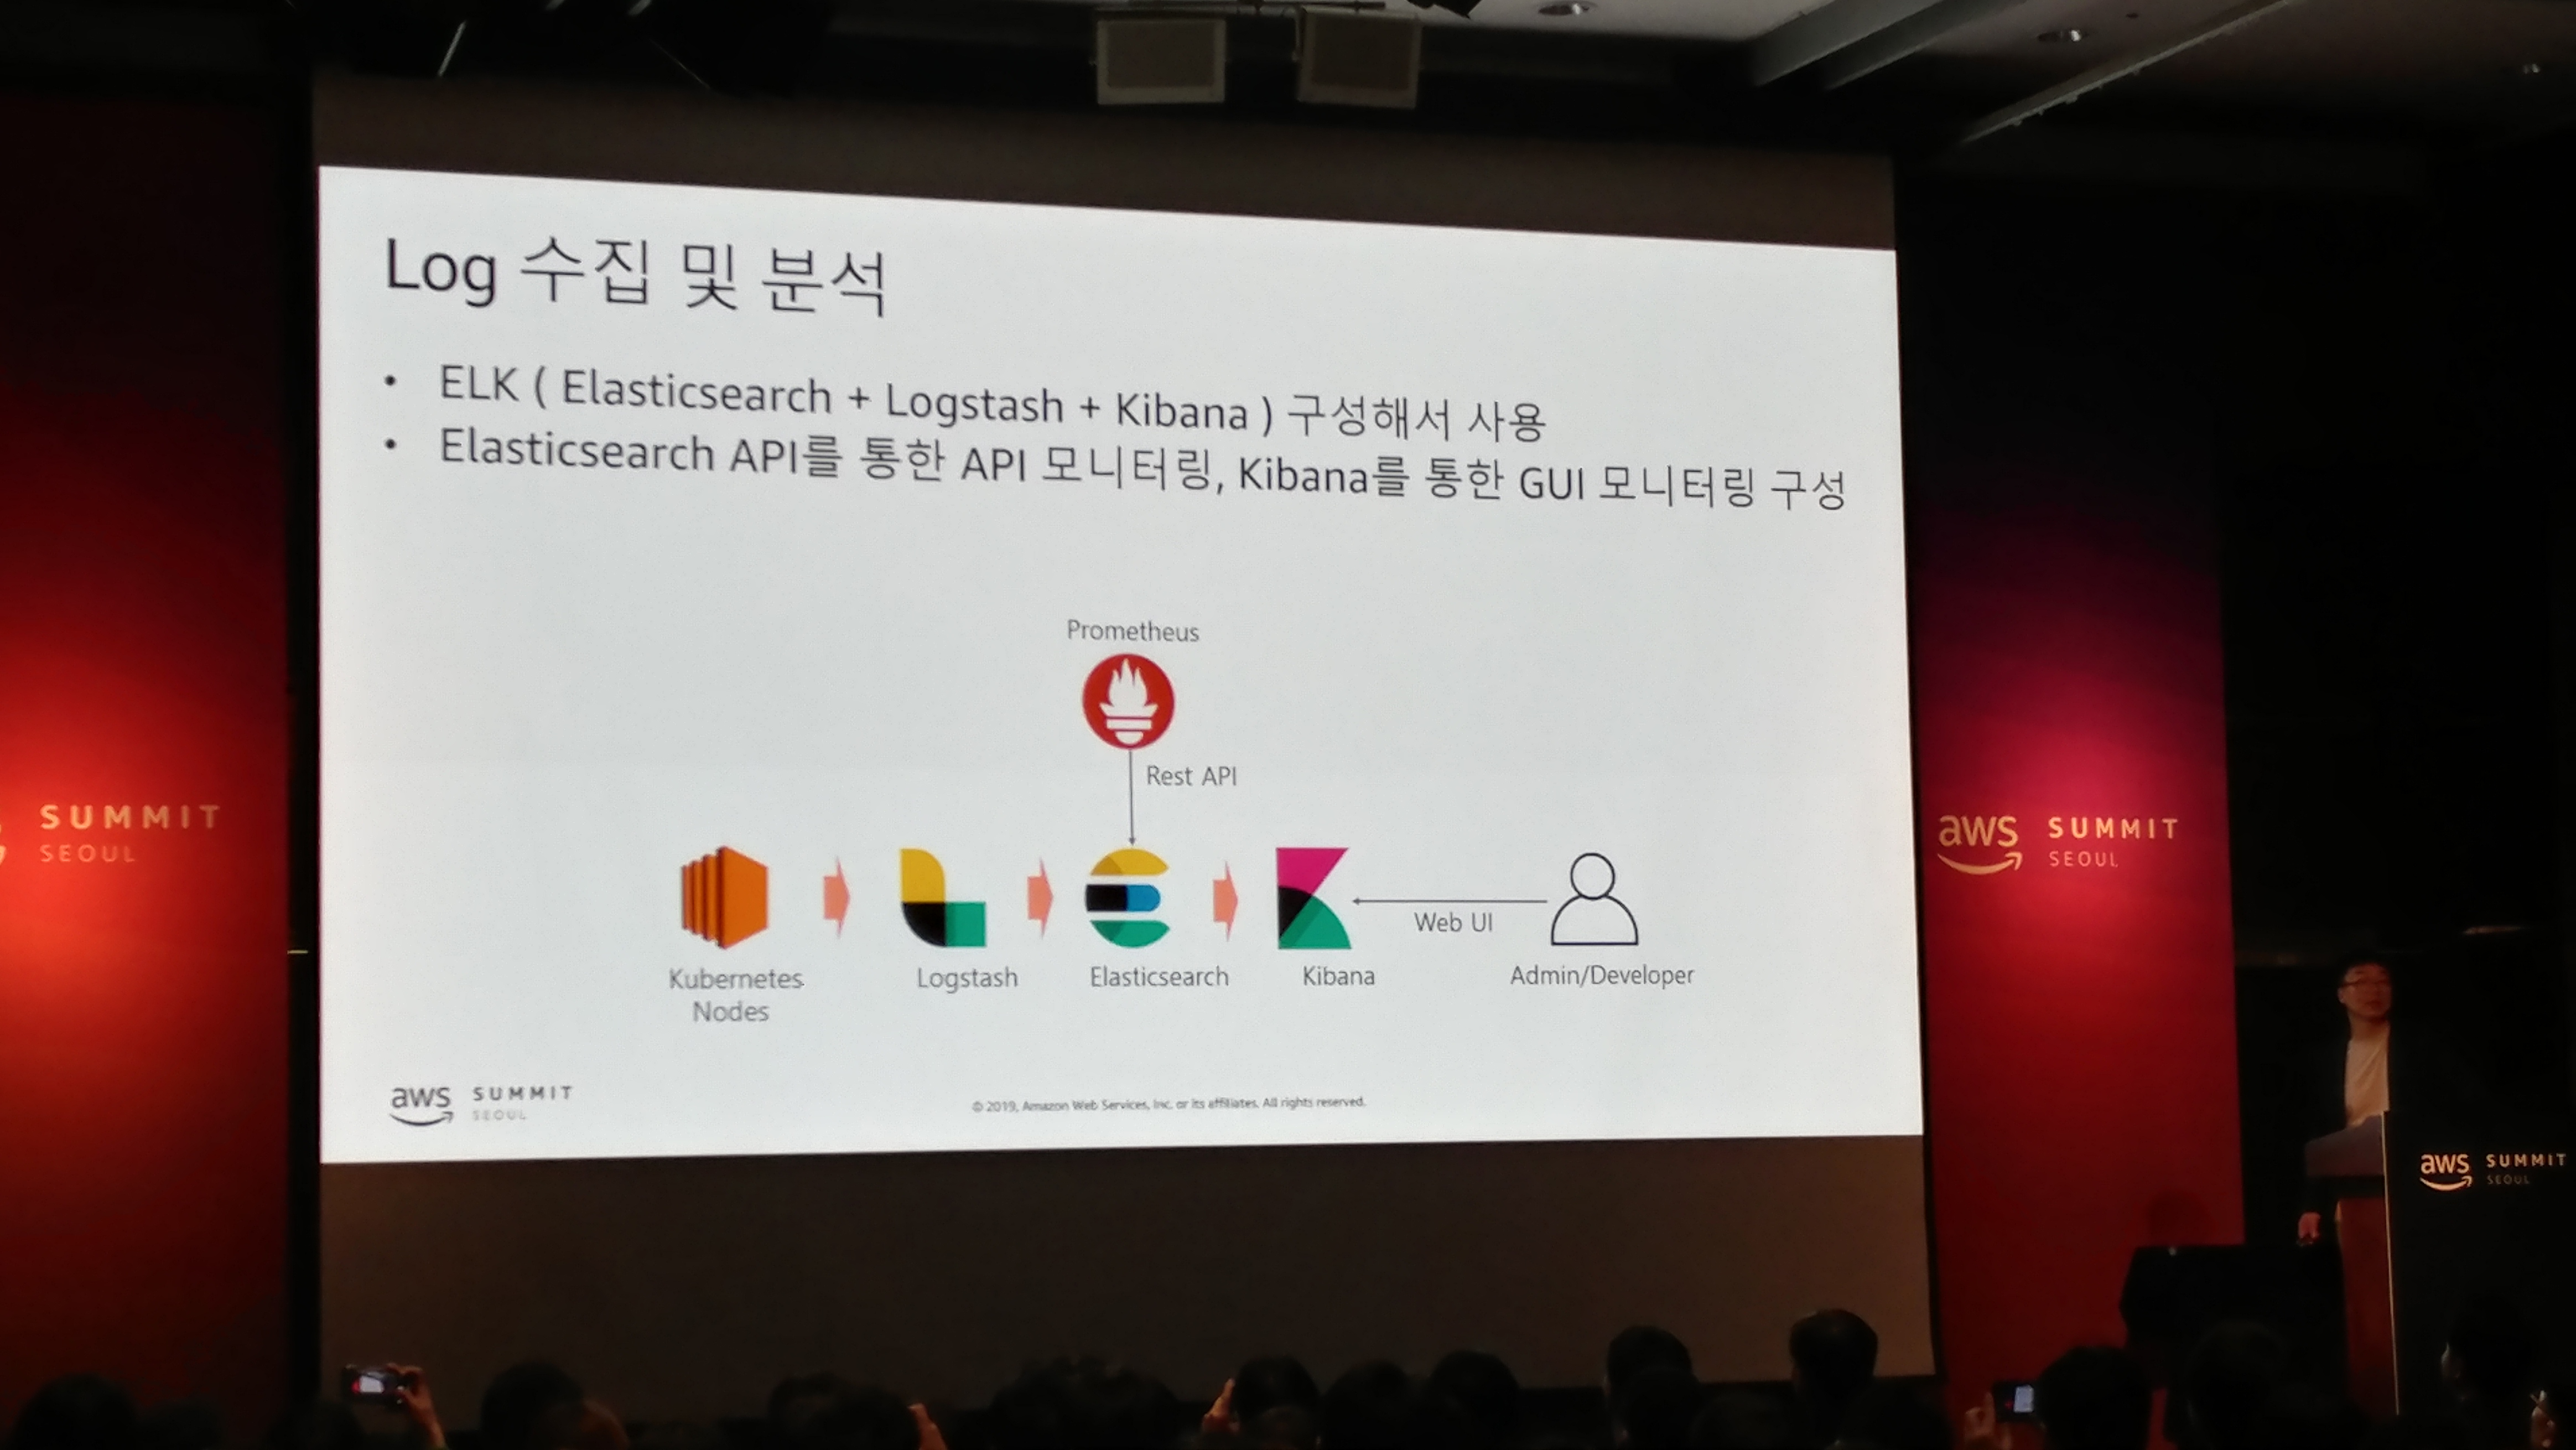 Log 수집 및 분석
• ELK ( Elasticsearch + Logstash + Kibana ) 구성해서 사용
• Elasticsearch API를 통한 API 모니터링, Kibana를 통한 GUI 모니터링 구성
Prometheus
Rest API
Web UI
Kubernetes
Nodes
Logstash
Elasticsearch
Kibana
Admin/Developer
aws SUMMIT
SEOUL
© 2019, Amazon Web Services, Inc. or its affiliates. All rights reserved.
SUMMIT
SEOUL
aws SUMMIT
SEOUL
aws SUMMIT
SEOUL